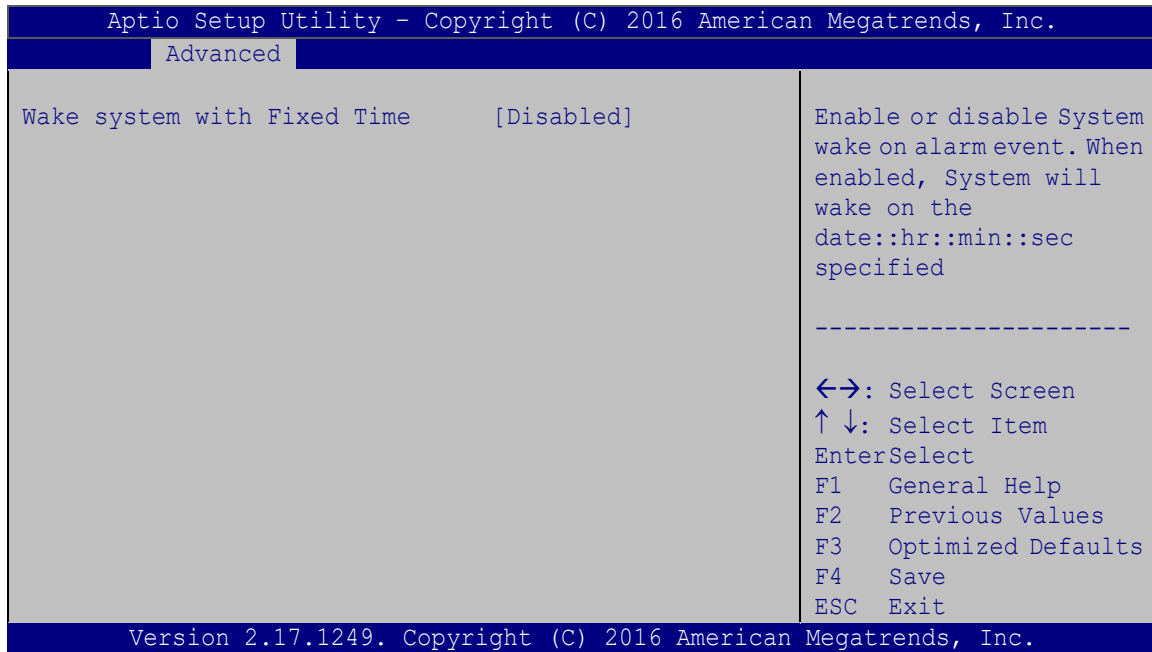 Aptio Setup Utility – Copyright (C) 2016 American Megatrends, Inc.
Advanced
Wake system with Fixed Time [Disabled]
Enable or disable System
wake on alarm event. When
enabled, System will
wake on the
date::hr::min::sec
specified
----------------------
←→: Select Screen
↑ ↓: Select Item
EnterSelect
F1 General Help
F2 Previous Values
F3 Optimized Defaults
F4 Save
ESC Exit
Version 2.17.1249. Copyright (C) 2016 American Megatrends, Inc.